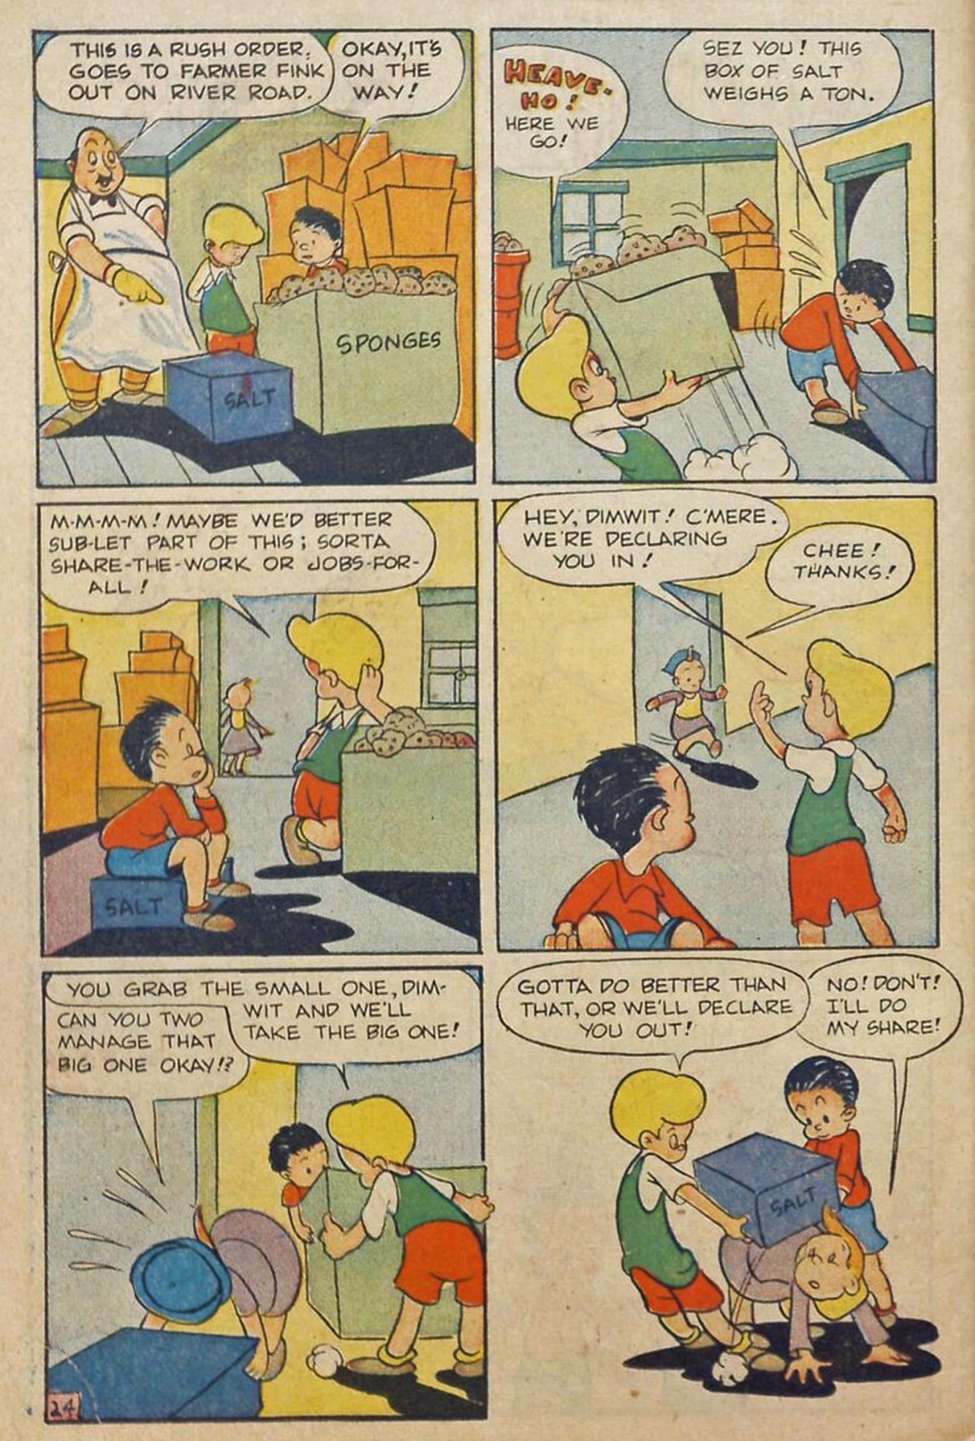 THIS IS A RUSH ORDER.
GOES TO FARMER FINK
OUT ON RIVER ROAD.
OKAY, IT'S
ON THE
WAY!
SALT
SPONGES
HEAVE-
HO!
HERE WE
GO!
SEZ YOU! THIS
BOX OF SALT
WEIGHS A TON.
M-M-M-M! MAYBE WE'D BETTER
SUB-LET PART OF THIS; SORTA
SHARE-THE-WORK OR JOBS-FOR-
ALL!
SALT
HEY, DIMWIT! C'MERE.
WE'RE DECLARING
YOU IN!
CHEE!
THANKS!
YOU GRAB THE SMALL ONE, DIM-
WIT AND WE'LL
TAKE THE BIG ONE!
CAN YOU TWO
MANAGE THAT
BIG ONE OKAY!?
24
GOTTA DO BETTER THAN
THAT, OR WE'LL DECLARE
YOU OUT!
NO! DON'T!
I'LL DO
MY SHARE!
SALT